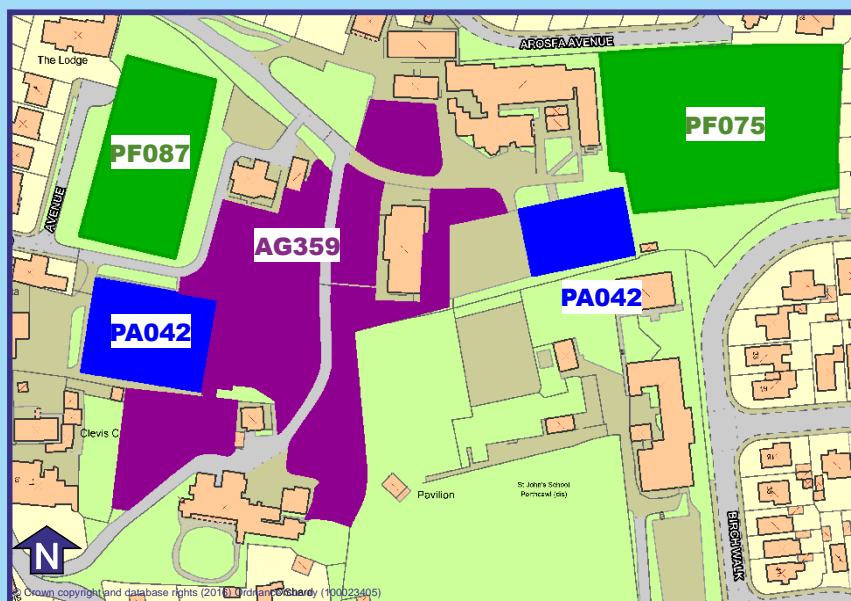 The Lodge
AROSFA AVENUE
PF087
PF075
AVENUE
AG359
PA042
PA042
Clevis C
Pavilion
St John's School
Porthcawl (dis)
BIRCH WALK
N
Crown copyright and database rights (2016) Ordnance Survey (100023405)